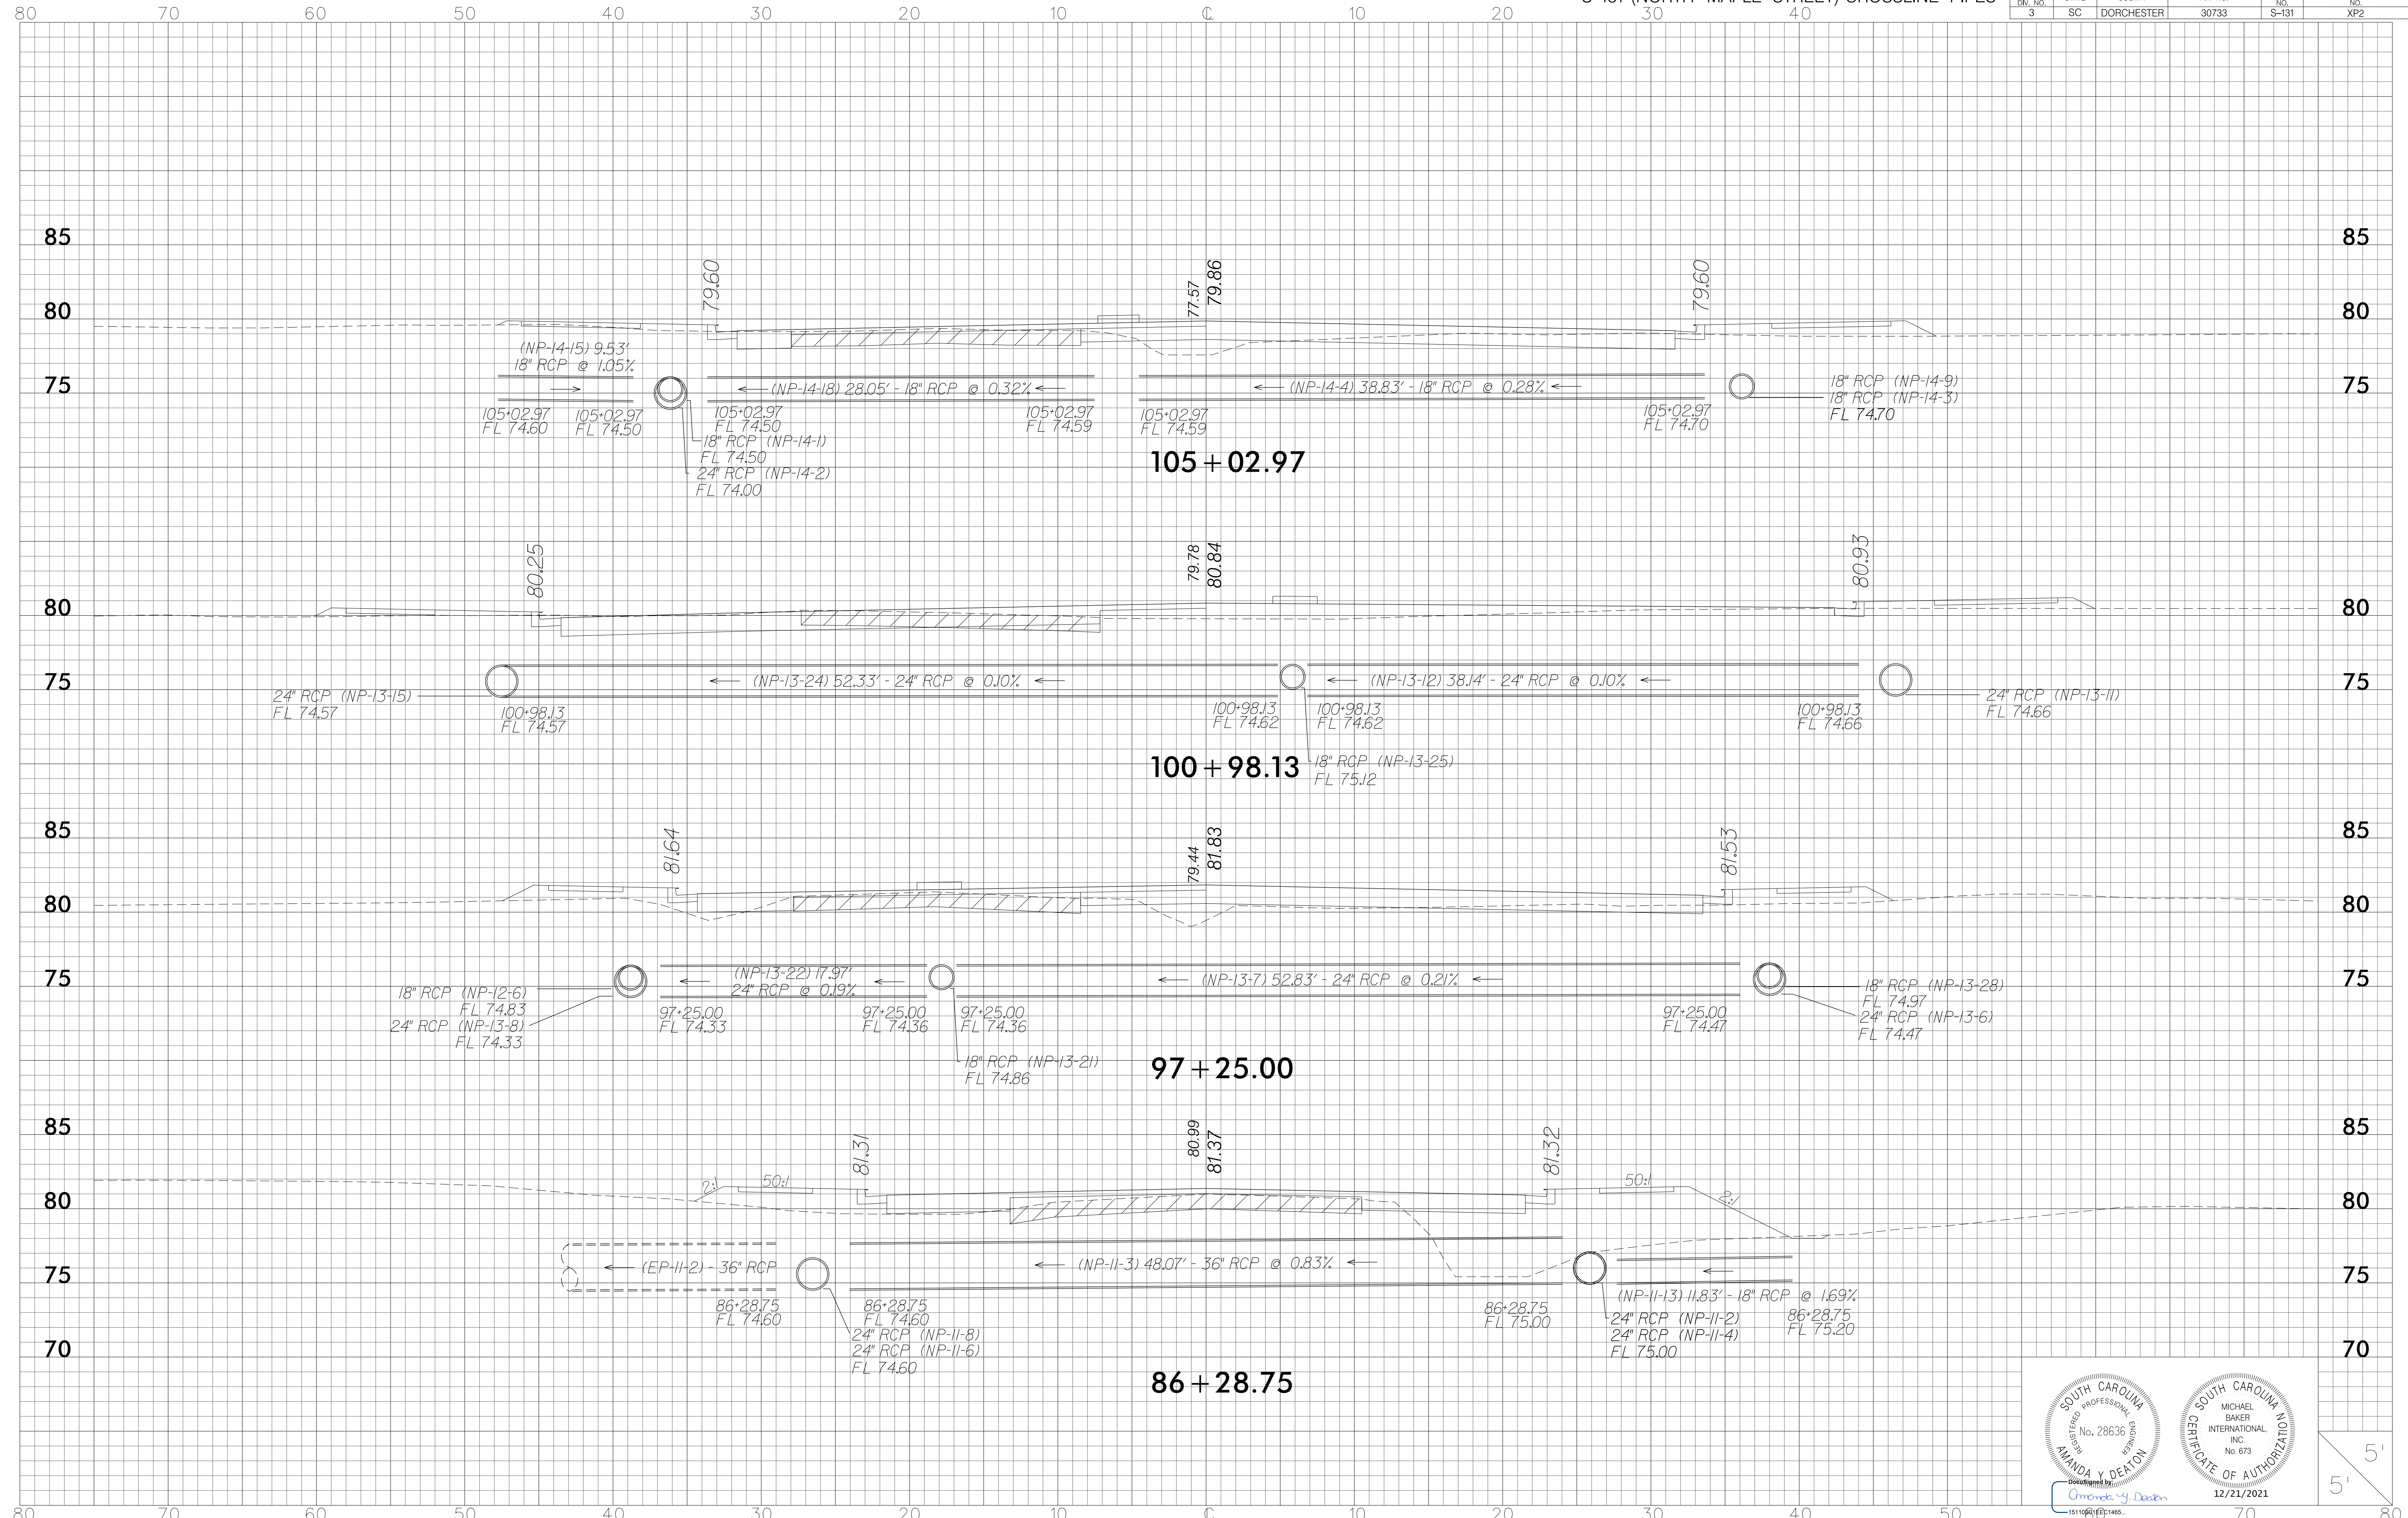 80 70 60 50 40 30 20 10 ℄ 10 20
S-131 (NORTH MAPLE STREET) CROSSLINE PIPES
DIV. NO. NO. NO.
3 SC DORCHESTER 30733 S-131 XP2
85 85
79.60 77.57 79.86 79.60
80 80
(NP-14-15) 9.53'
18" RCP @ 1.05%
75 (NP-14-18) 28.05' - 18" RCP @ 0.32% (NP-14-4) 38.83' - 18" RCP @ 0.28% 75
18" RCP (NP-14-9)
18" RCP (NP-14-3)
FL 74.70
105+02.97 105+02.97 105+02.97 105+02.97 105+02.97 105+02.97
FL 74.60 FL 74.50 FL 74.50 FL 74.59 FL 74.59 FL 74.70
18" RCP (NP-14-1)
FL 74.50
24" RCP (NP-14-2)
FL 74.00
105+02.97
80.25 79.78 80.84 80.93
80 80
75 (NP-13-24) 52.33' - 24" RCP @ 0.10% (NP-13-12) 38.14' - 24" RCP @ 0.10% 75
24" RCP (NP-13-15)
FL 74.57
24" RCP (NP-13-11)
FL 74.66
100+98.13 100+98.13 100+98.13 100+98.13
FL 74.57 FL 74.62 FL 74.62 FL 74.66
18" RCP (NP-13-25)
FL 75.12
100+98.13
85 85
81.64 79.44 81.83 81.53
80 80
75 (NP-13-22) 17.97' (NP-13-7) 52.83' - 24" RCP @ 0.21% 75
24" RCP @ 0.19%
18" RCP (NP-12-6)
FL 74.83
24" RCP (NP-13-8)
FL 74.33
18" RCP (NP-13-28)
FL 74.97
24" RCP (NP-13-6)
FL 74.47
97+25.00 97+25.00 97+25.00 97+25.00
FL 74.33 FL 74.36 FL 74.36 FL 74.47
18" RCP (NP-13-21)
FL 74.86
97+25.00
85 85
81.31 80.99 81.37 81.32
80 2:1 50:1 50:1 2:1 80
75 (EP-11-2) - 36" RCP (NP-11-3) 48.07' - 36" RCP @ 0.83% 75
(NP-11-13) 11.83' - 18" RCP @ 1.69%
86+28.75 86+28.75 86+28.75 86+28.75
FL 74.60 FL 74.60 FL 75.00 FL 75.20
24" RCP (NP-11-8)
24" RCP (NP-11-6)
FL 74.60
24" RCP (NP-11-2)
24" RCP (NP-11-4)
FL 75.00
70 70
86+28.75
SOUTH CAROLINA
REGISTERED PROFESSIONAL ENGINEER
No. 28636
AMANDA Y DEATON
SOUTH CAROLINA
CERTIFICATE OF AUTHORIZATION
MICHAEL
BAKER
INTERNATIONAL,
INC.
No. 673
DocuSigned by:
Amanda Y. Deaton
12/21/2021
5'
5'
80 70 60 50 40 30 20 10 ℄ 10 20 30 40 50 60 70 80